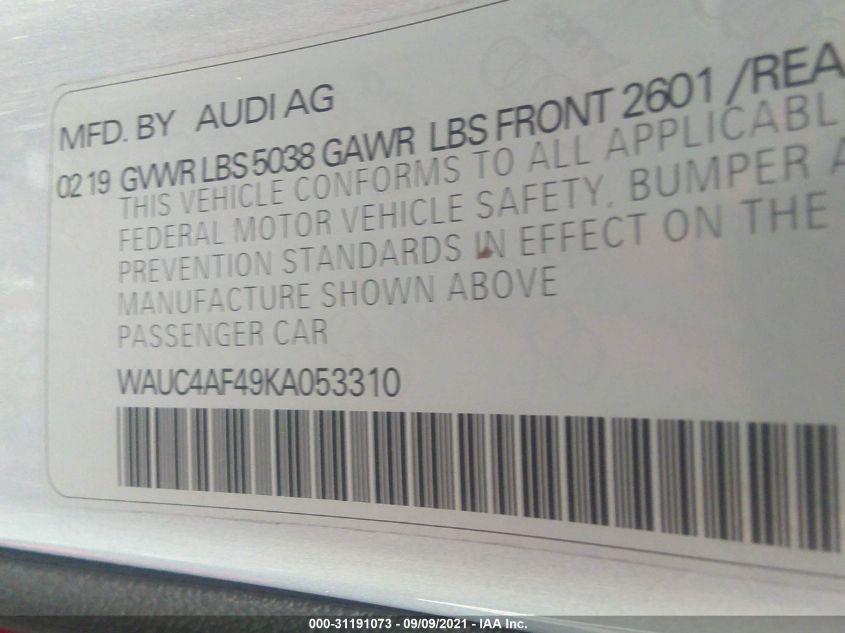 MFD. BY AUDI AG
02 19 GVWR LBS 5038 GAWR LBS FRONT 2601 /REA
THIS VEHICLE CONFORMS TO ALL APPLICABL
FEDERAL MOTOR VEHICLE SAFETY, BUMPER A
PREVENTION STANDARDS IN EFFECT ON THE
MANUFACTURE SHOWN ABOVE
PASSENGER CAR
WAUC4AF49KA053310
000-31191073 - 09/09/2021 - IAA Inc.